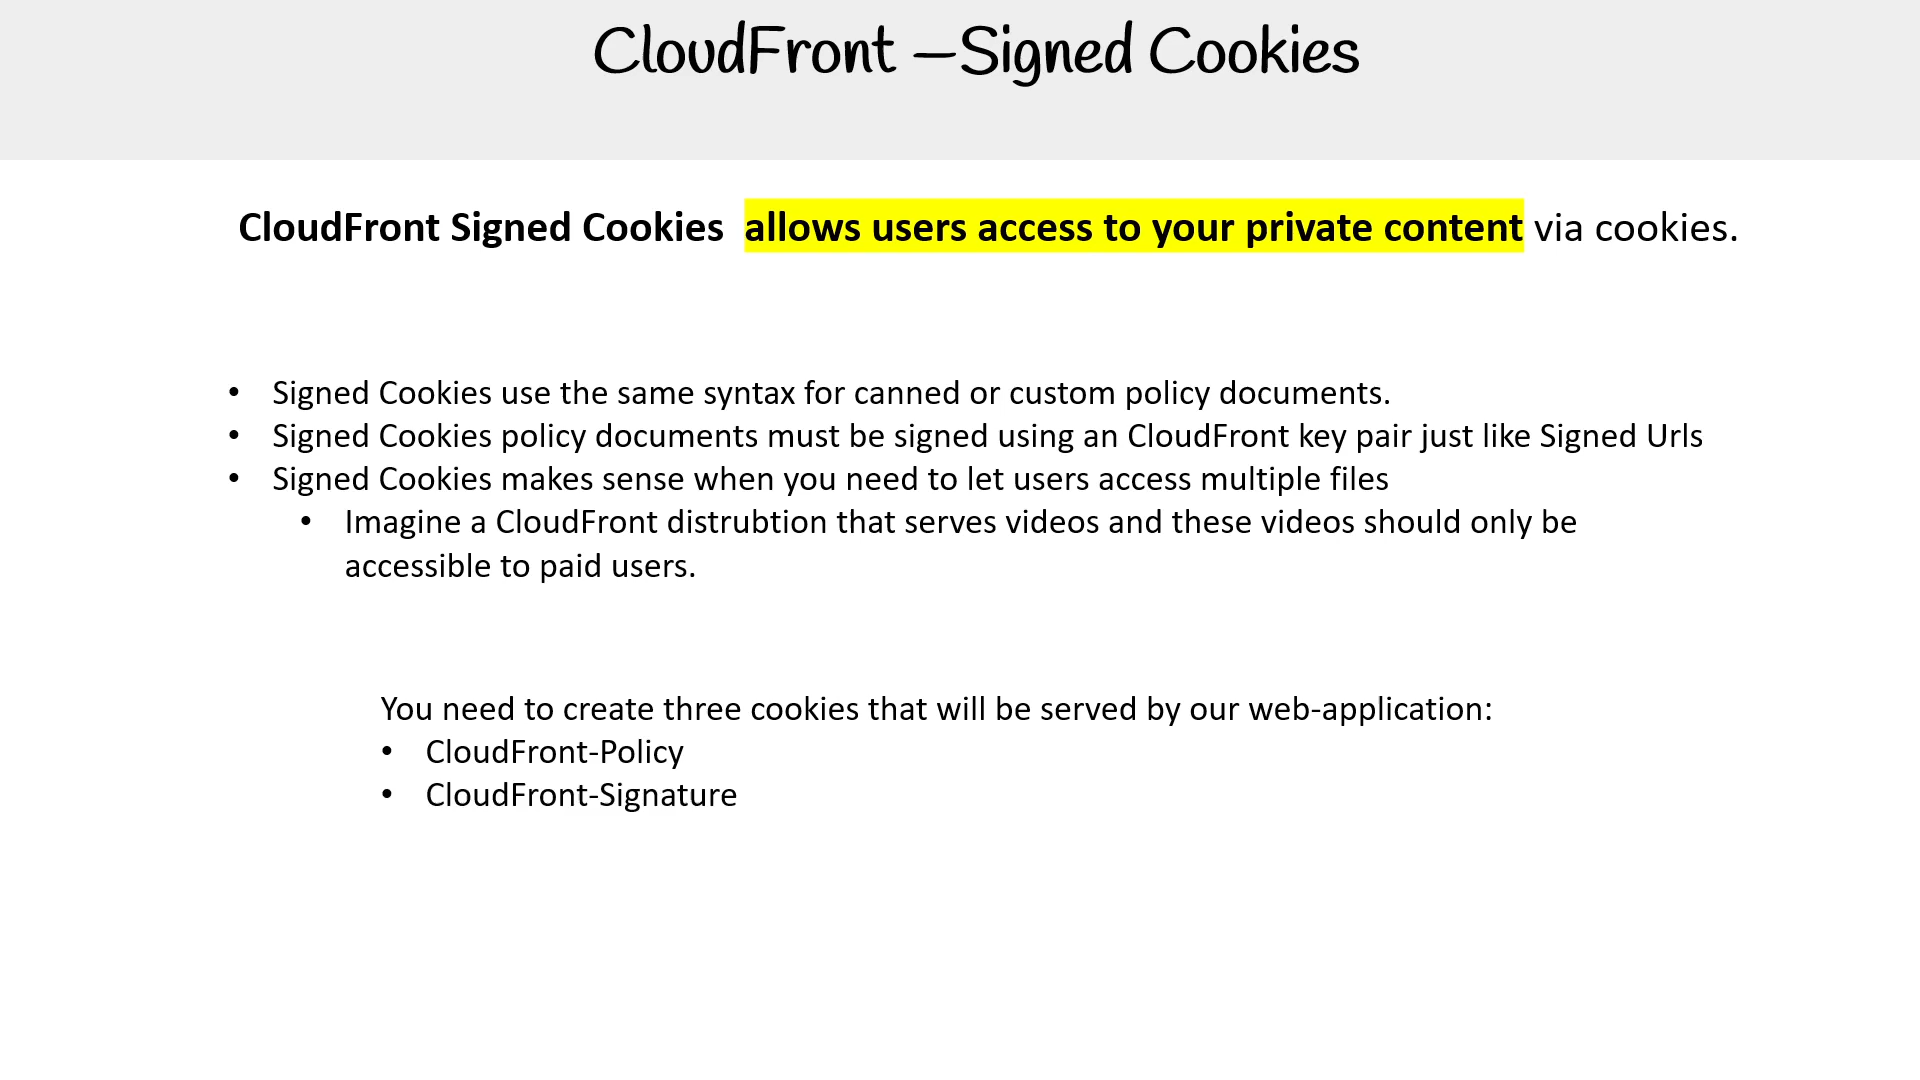 CloudFront —Signed Cookies
CloudFront Signed Cookies allows users access to your private content via cookies.
• Signed Cookies use the same syntax for canned or custom policy documents.
• Signed Cookies policy documents must be signed using an CloudFront key pair just like Signed Urls
• Signed Cookies makes sense when you need to let users access multiple files
• Imagine a CloudFront distrubtion that serves videos and these videos should only be
accessible to paid users.
You need to create three cookies that will be served by our web-application:
• CloudFront-Policy
• CloudFront-Signature